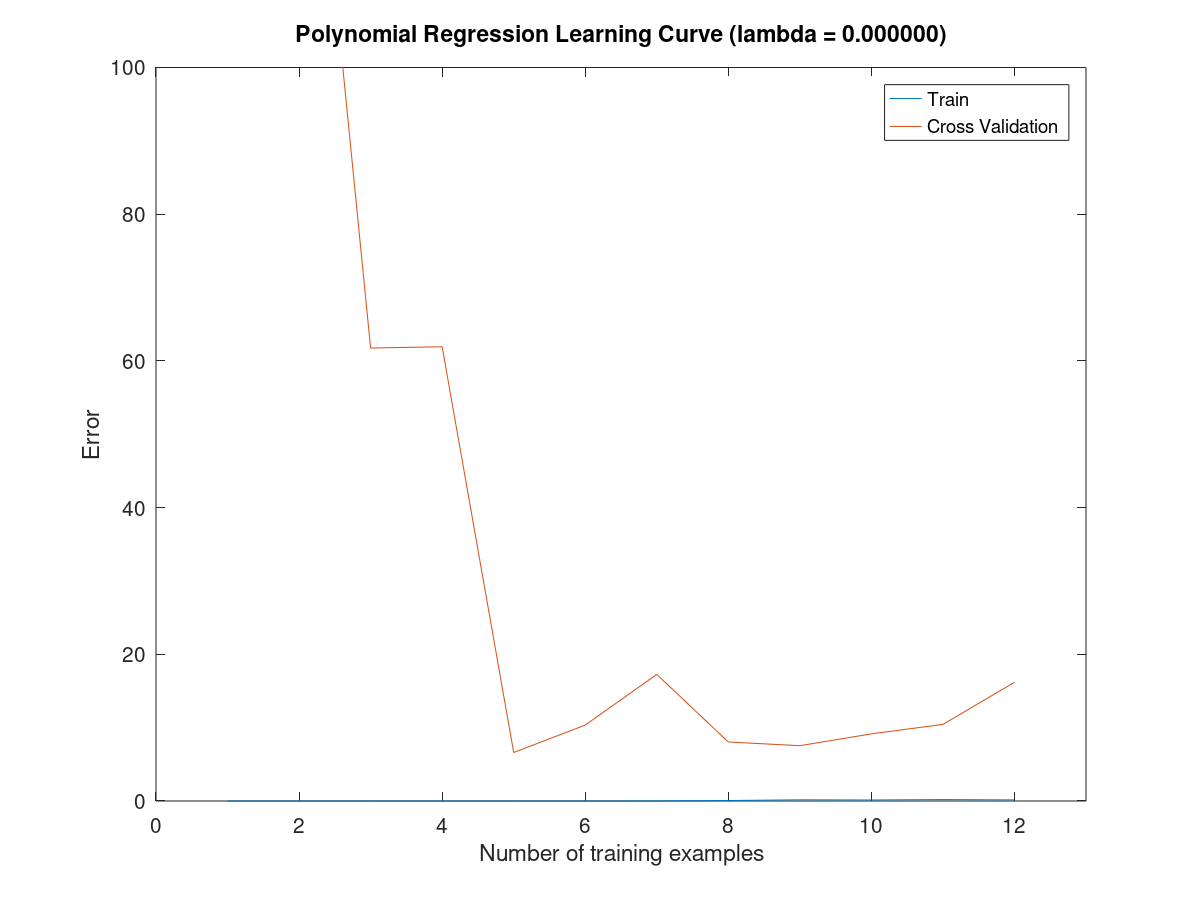 Polynomial Regression Learning Curve (lambda = 0.000000)
100
80
60
40
20
0
Error
Train
Cross Validation
0 2 4 6 8 10 12
Number of training examples